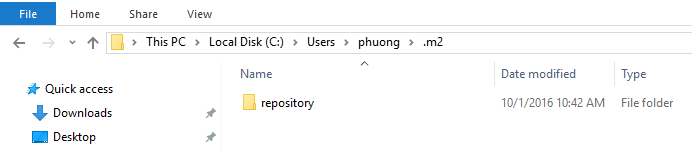 File Home Share View
This PC Local Disk (C:) Users phuong .m2
Name Date modified Type
Quick access
repository 10/1/2016 10:42 AM File folder
Downloads
Desktop